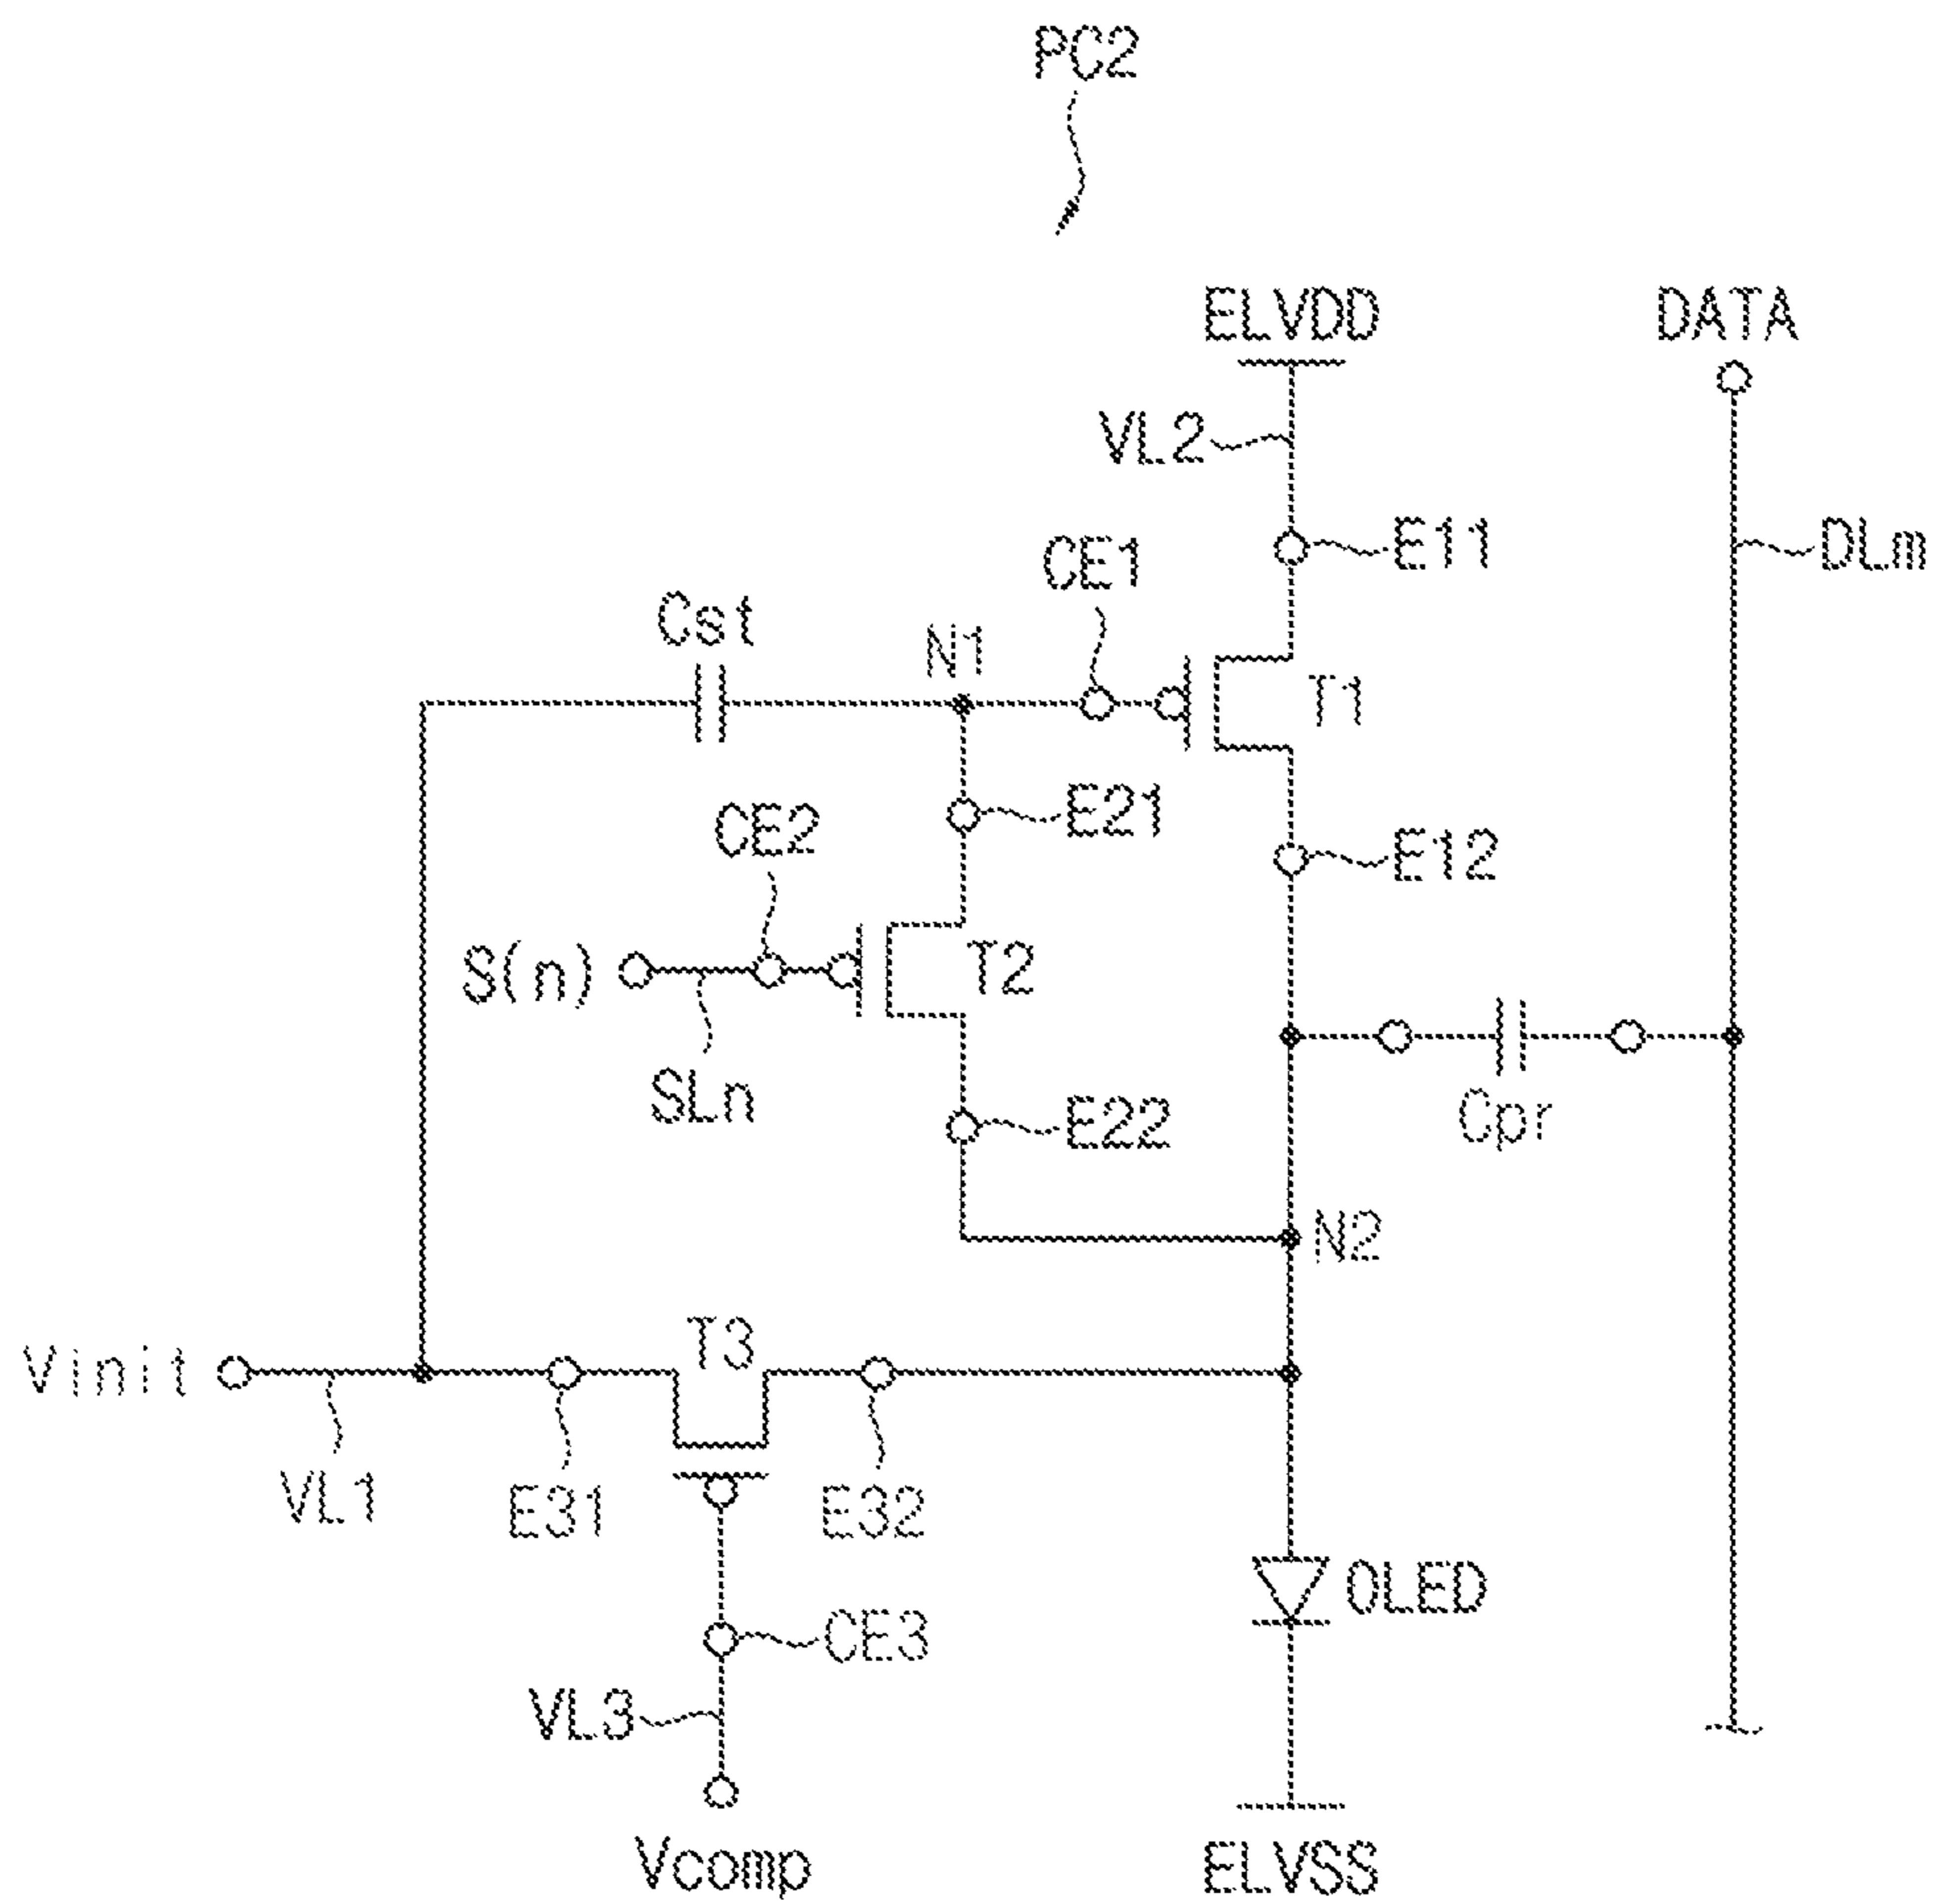 PC2
ELVDD
DATA
VL2
E11
DLm
CE1
Cst
N1
T1
E21
CE2
E12
S(n)
T2
SLn
E22
Cpr
N2
T3
Vinit
VL1
E31
E32
OLED
CE3
VL3
Vcomp
ELVSS